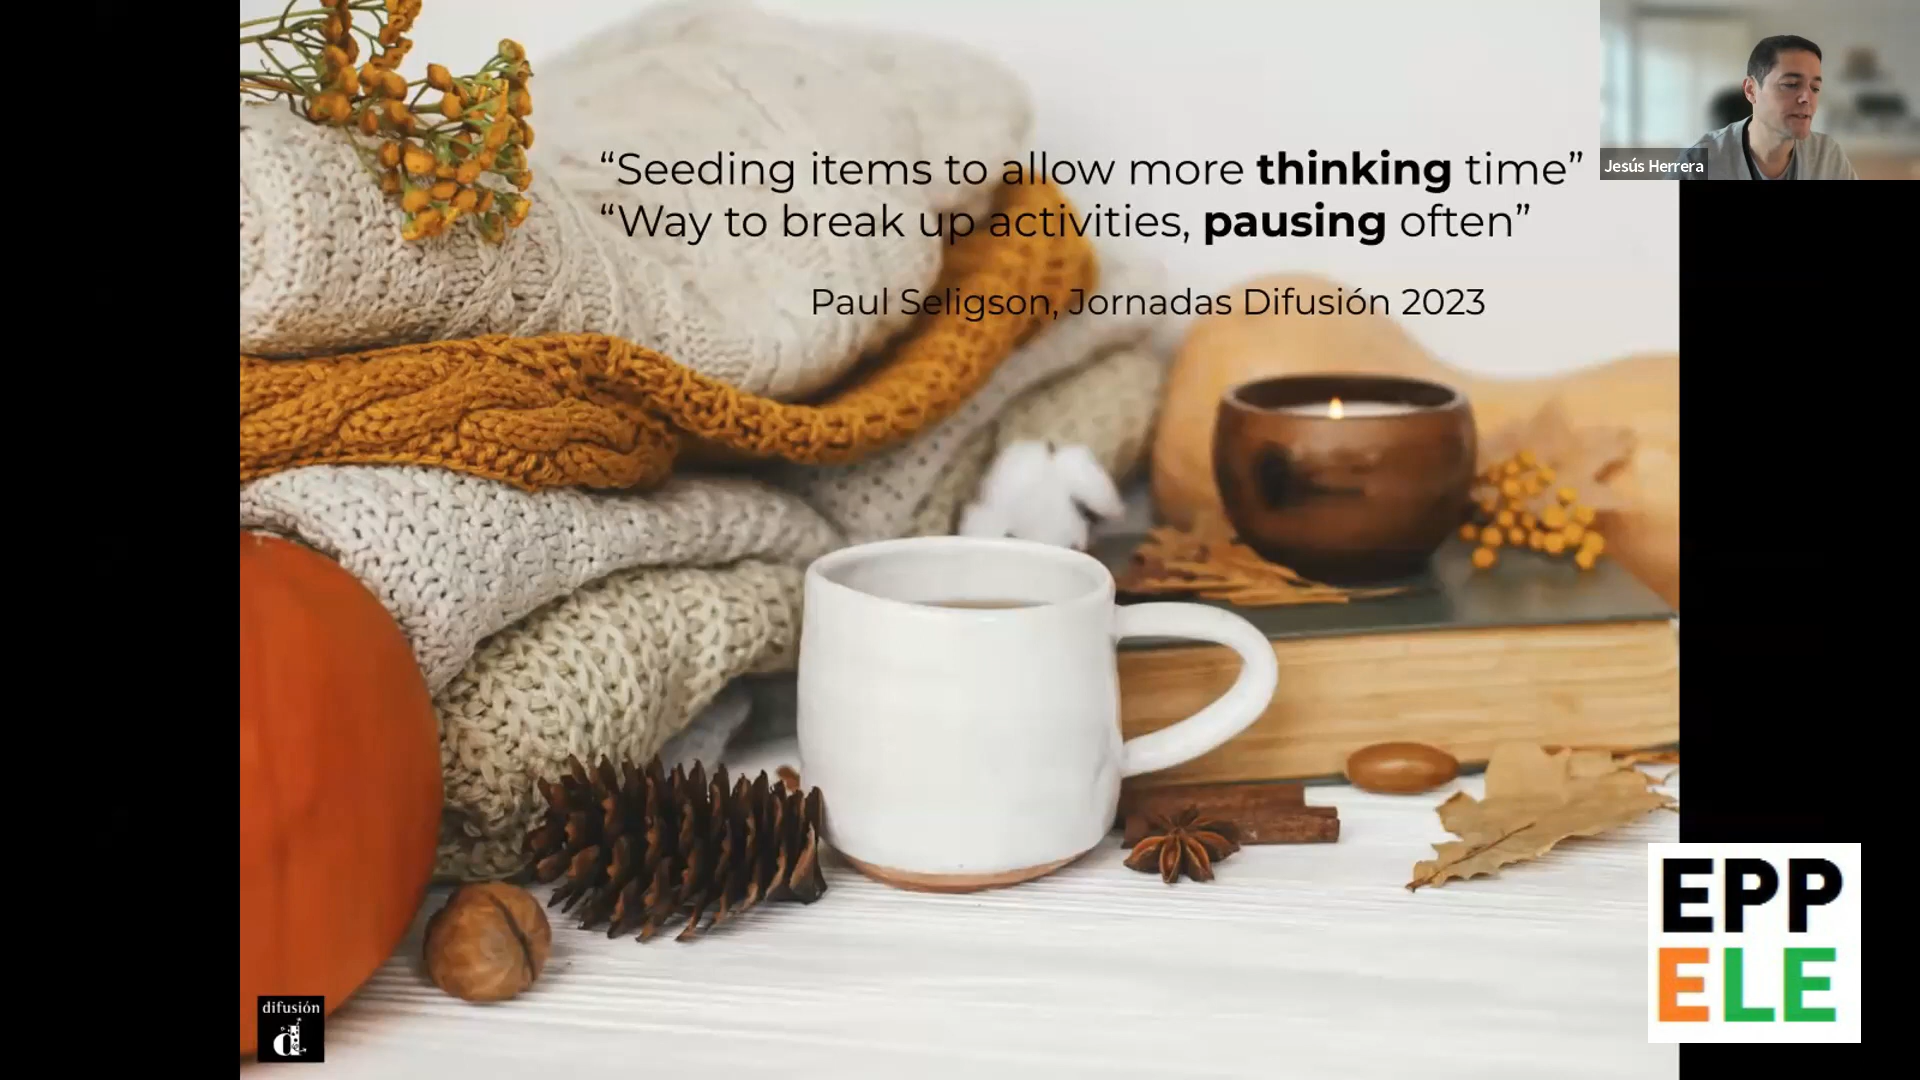 “Seeding items to allow more thinking time”
“Way to break up activities, pausing often”
Paul Seligson, Jornadas Difusión 2023
Jesús Herrera
EPP
ELE
difusión
d